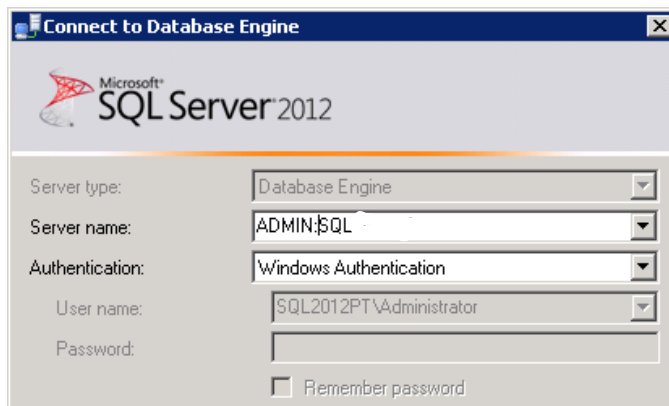 Connect to Database Engine
Microsoft®
SQL Server® 2012
Server type: Database Engine
Server name: ADMIN:SQL
Authentication: Windows Authentication
User name: SQL2012PT\Administrator
Password:
Remember password